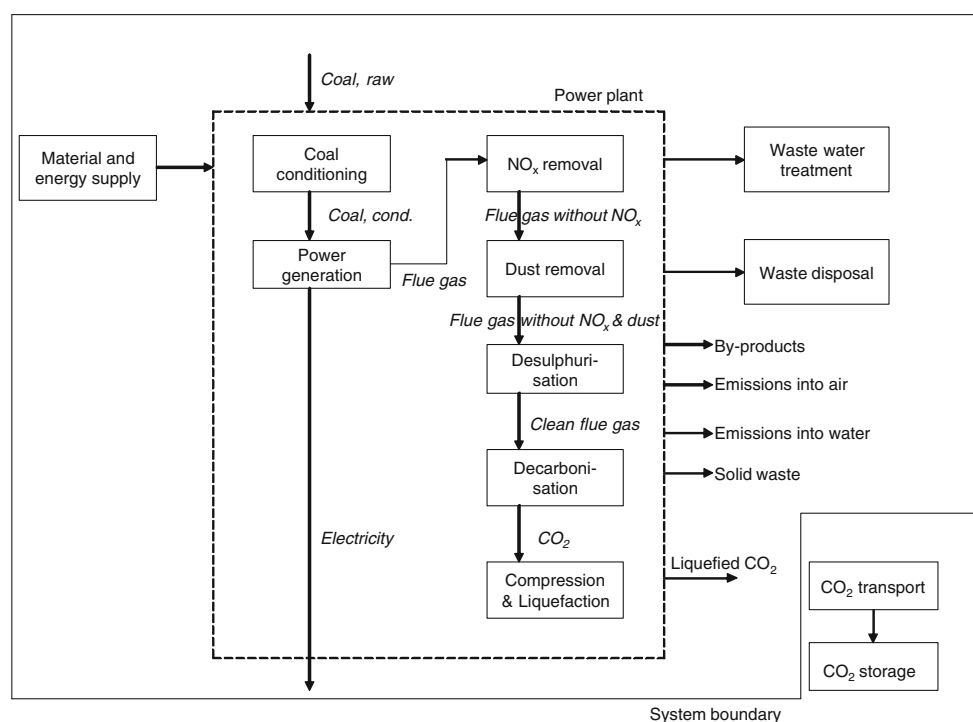 Coal, raw
Power plant
Material and
energy supply
Coal
conditioning
NOx removal
Waste water
treatment
Coal, cond.
Flue gas without NOx
Power
generation
Flue gas
Dust removal
Waste disposal
Flue gas without NOx & dust
By-products
Desulphuri-
sation
Emissions into air
Clean flue gas
Emissions into water
Decarboni-
sation
Solid waste
Electricity
CO2
Liquefied CO2
Compression
& Liquefaction
CO2 transport
CO2 storage
System boundary